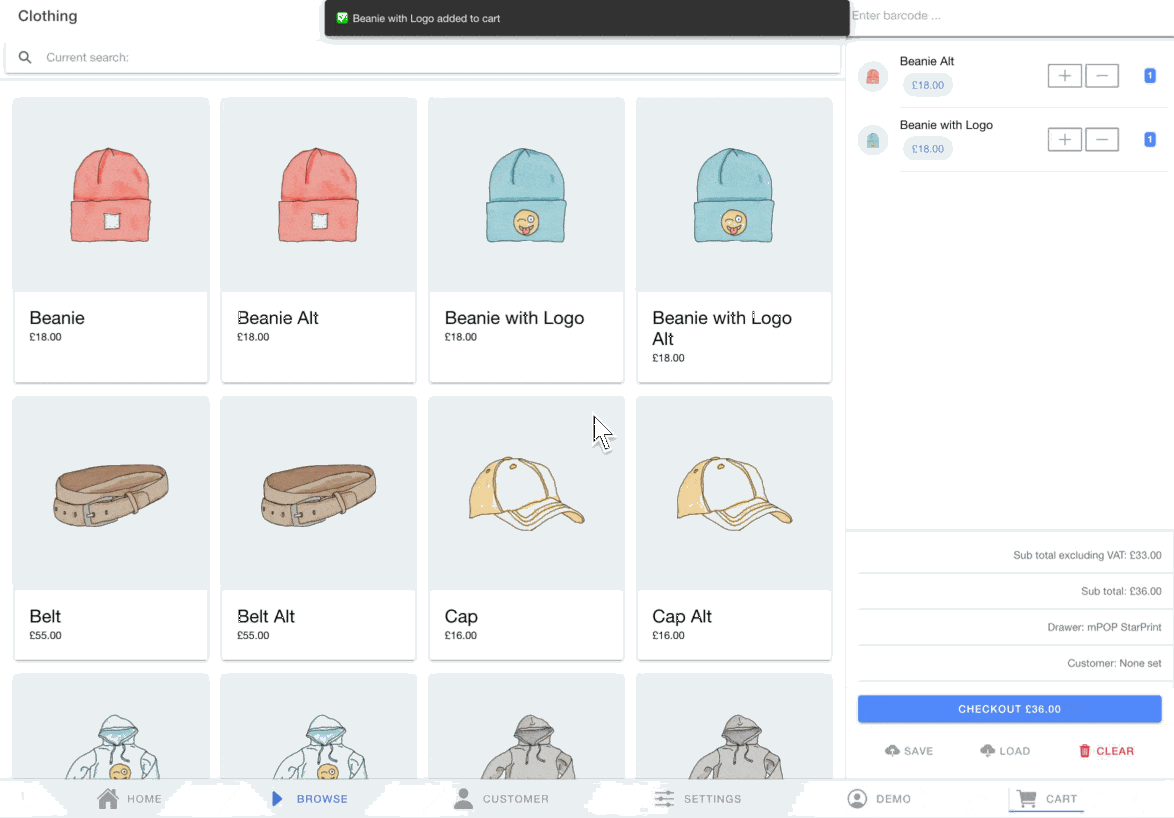 Clothing
Beanie with Logo added to cart
Enter barcode ...
Current search:
Beanie
£18.00
Beanie Alt
£18.00
Beanie with Logo
£18.00
Beanie with Logo
Alt
£18.00
Belt
£55.00
Belt Alt
£55.00
Cap
£16.00
Cap Alt
£16.00
Beanie Alt
£18.00
1
Beanie with Logo
£18.00
1
Sub total excluding VAT: £33.00
Sub total: £36.00
Drawer: mPOP StarPrint
Customer: None set
CHECKOUT £36.00
SAVE
LOAD
CLEAR
HOME
BROWSE
CUSTOMER
SETTINGS
DEMO
CART